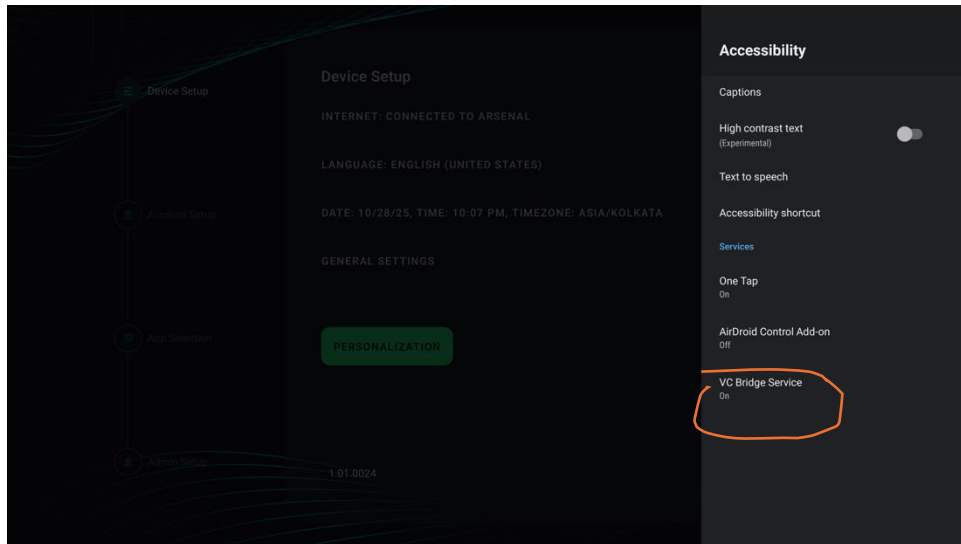 Device Setup
Account Setup
App Selection
Admin Setup
Device Setup
INTERNET: CONNECTED TO ARSENAL
LANGUAGE: ENGLISH (UNITED STATES)
DATE: 10/28/25, TIME: 10:07 PM, TIMEZONE: ASIA/KOLKATA
GENERAL SETTINGS
PERSONALIZATION
1.01.0024
Accessibility
Captions
High contrast text
(Experimental)
Text to speech
Accessibility shortcut
Services
One Tap
On
AirDroid Control Add-on
Off
VC Bridge Service
On